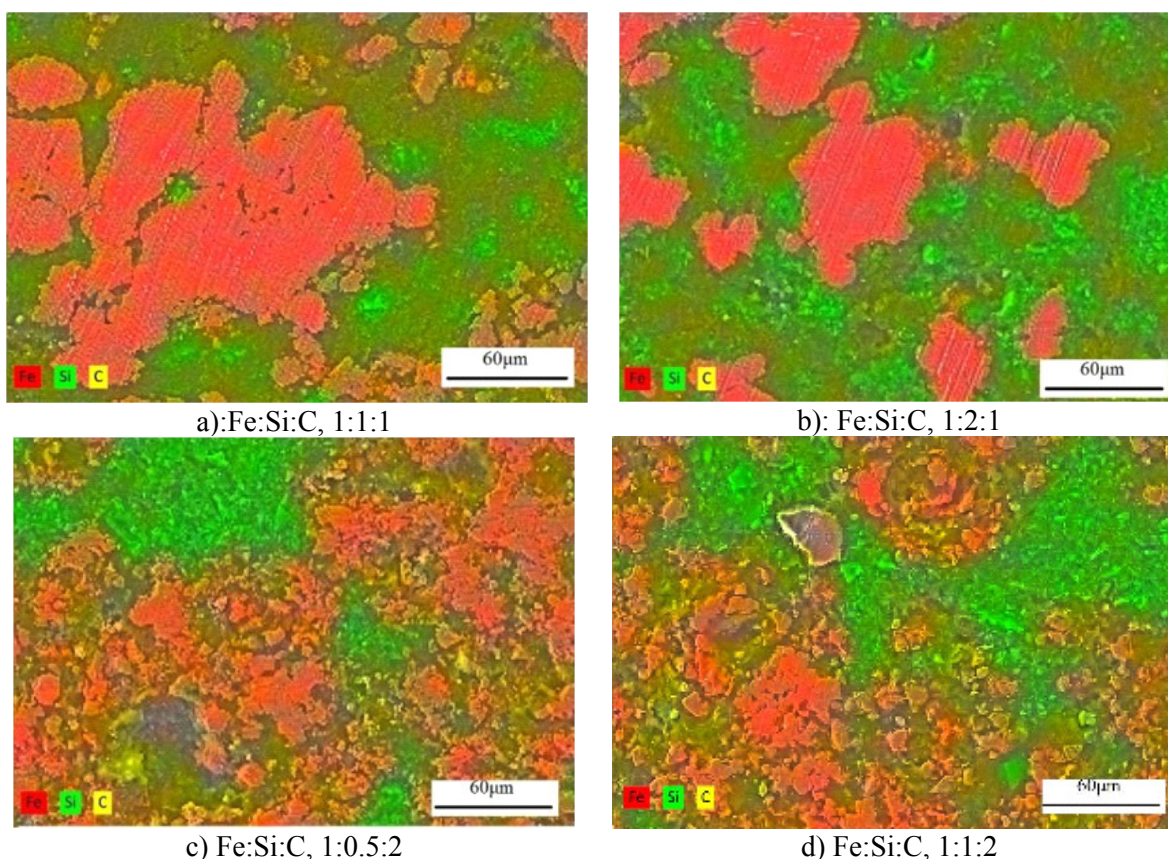 60µm
Fe Si C
a):Fe:Si:C, 1:1:1
60µm
Fe Si C
b): Fe:Si:C, 1:2:1
60µm
Fe Si C
c) Fe:Si:C, 1:0.5:2
60µm
Fe Si C
d) Fe:Si:C, 1:1:2